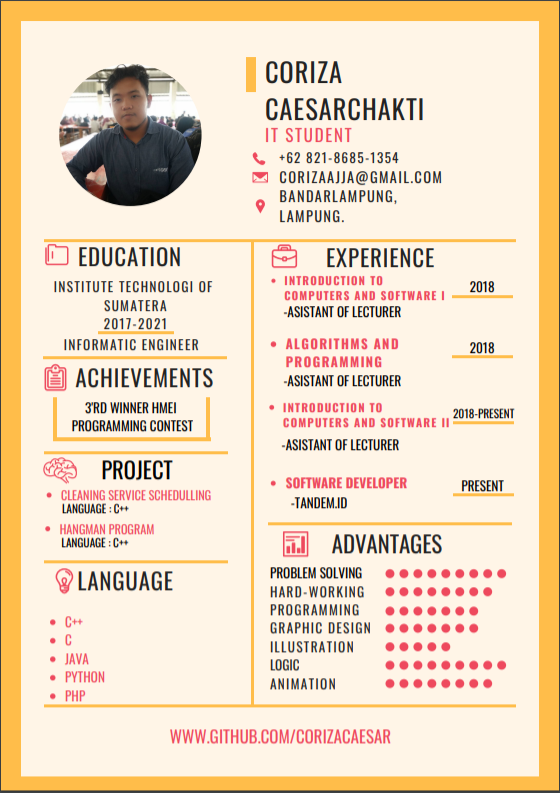 CORIZA
CAESARCHAKTI
IT STUDENT
+62 821-8685-1354
CORIZAAJJA@GMAIL.COM
BANDARLAMPUNG,
LAMPUNG.
EDUCATION
INSTITUTE TECHNOLOGI OF
SUMATERA
2017-2021
INFORMATIC ENGINEER
ACHIEVEMENTS
3'RD WINNER HMEI
PROGRAMMING CONTEST
PROJECT
CLEANING SERVICE SCHEDULLING
LANGUAGE : C++
HANGMAN PROGRAM
LANGUAGE : C++
LANGUAGE
C++
C
JAVA
PYTHON
PHP
EXPERIENCE
INTRODUCTION TO
COMPUTERS AND SOFTWARE I
2018
-ASISTANT OF LECTURER
ALGORITHMS AND
PROGRAMMING
2018
-ASISTANT OF LECTURER
INTRODUCTION TO
COMPUTERS AND SOFTWARE II
2018-PRESENT
-ASISTANT OF LECTURER
SOFTWARE DEVELOPER
PRESENT
-TANDEM.ID
ADVANTAGES
PROBLEM SOLVING
HARD-WORKING
PROGRAMMING
GRAPHIC DESIGN
ILLUSTRATION
LOGIC
ANIMATION
WWW.GITHUB.COM/CORIZACAESAR